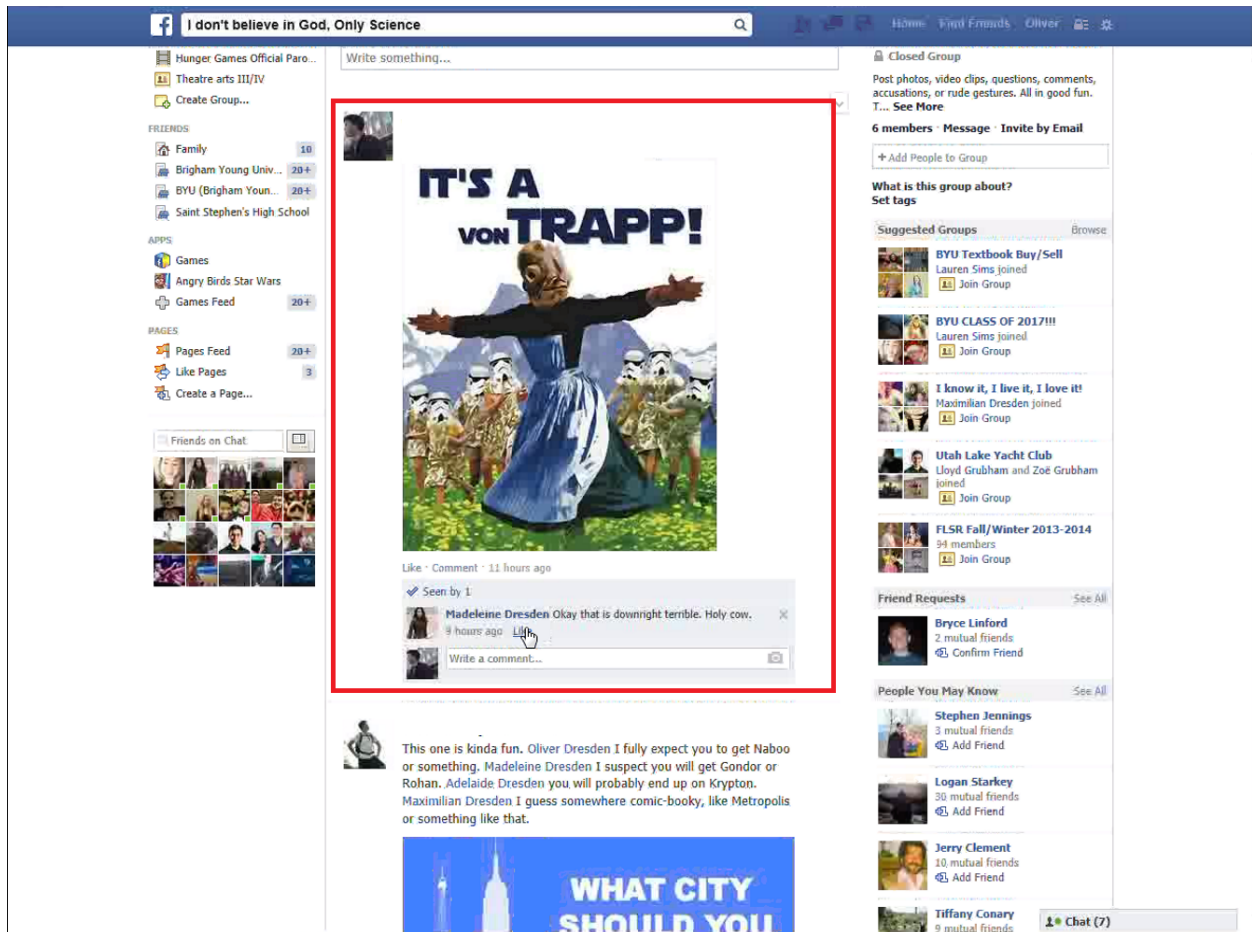 f
I don't believe in God, Only Science
Home Find Friends Oliver
Hunger Games Official Paro...
Theatre arts III/IV
Create Group...
FRIENDS
Family 10
Brigham Young Univ... 20+
BYU (Brigham Youn... 20+
Saint Stephen's High School
APPS
Games
Angry Birds Star Wars
Games Feed 20+
PAGES
Pages Feed 20+
Like Pages 3
Create a Page...
Friends on Chat
Write something...
IT'S A
VON TRAPP!
Like · Comment · 11 hours ago
Seen by 1
Madeleine Dresden Okay that is downright terrible. Holy cow.
9 hours ago Like
Write a comment...
This one is kinda fun. Oliver Dresden I fully expect you to get Naboo
or something. Madeleine Dresden I suspect you will get Gondor or
Rohan. Adelaide Dresden you will probably end up on Krypton.
Maximilian Dresden I guess somewhere comic-booky, like Metropolis
or something like that.
WHAT CITY
SHOULD YOU
Closed Group
Post photos, video clips, questions, comments,
accusations, or rude gestures. All in good fun.
T... See More
6 members · Message · Invite by Email
+ Add People to Group
What is this group about?
Set tags
Suggested Groups Browse
BYU Textbook Buy/Sell
Lauren Sims joined
Join Group
BYU CLASS OF 2017!!!
Lauren Sims joined
Join Group
I know it, I live it, I love it!
Maximilian Dresden joined
Join Group
Utah Lake Yacht Club
Lloyd Grubham and Zoë Grubham
joined
Join Group
FLSR Fall/Winter 2013-2014
94 members
Join Group
Friend Requests See All
Bryce Linford
2 mutual friends
Confirm Friend
People You May Know See All
Stephen Jennings
3 mutual friends
Add Friend
Logan Starkey
30 mutual friends
Add Friend
Jerry Clement
10 mutual friends
Add Friend
Tiffany Conary
9 mutual friends
Chat (7)